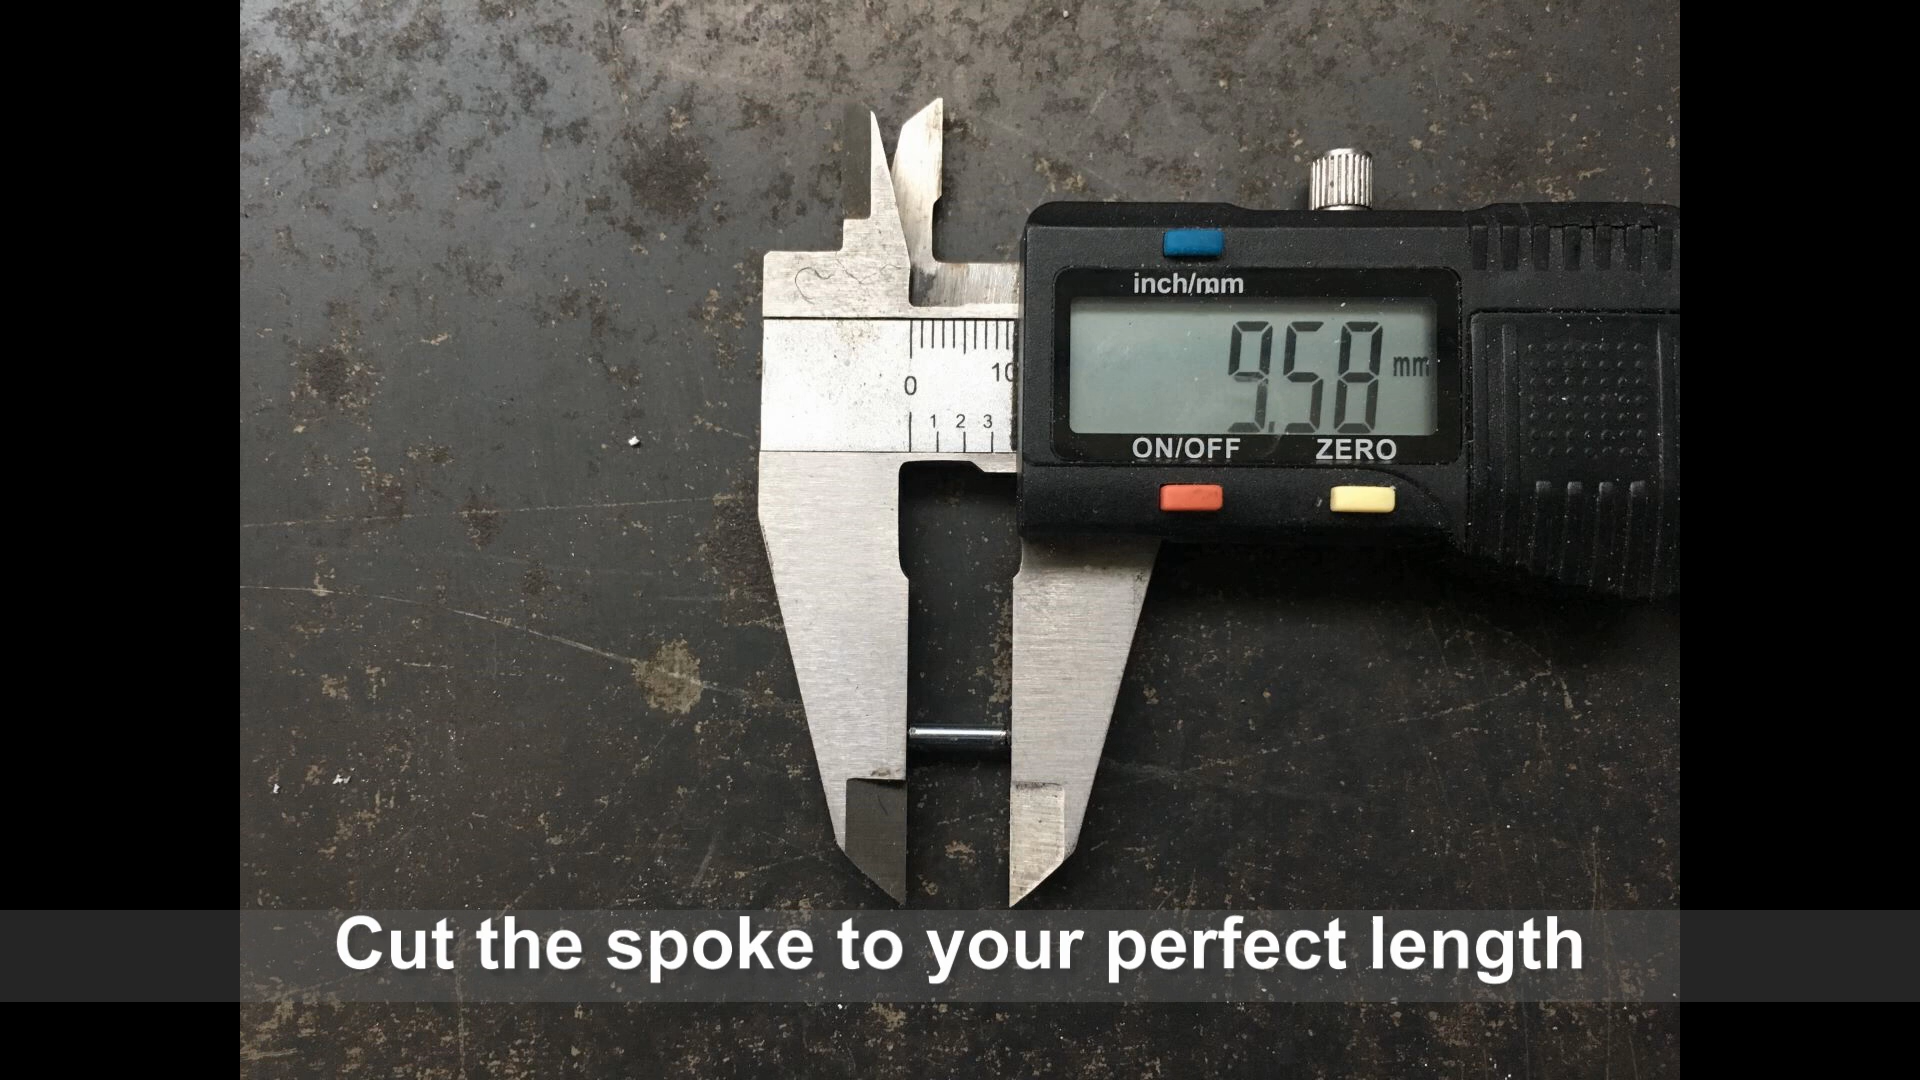 inch/mm
9.58 mm
ON/OFF ZERO
0 10
1 2 3
Cut the spoke to your perfect length